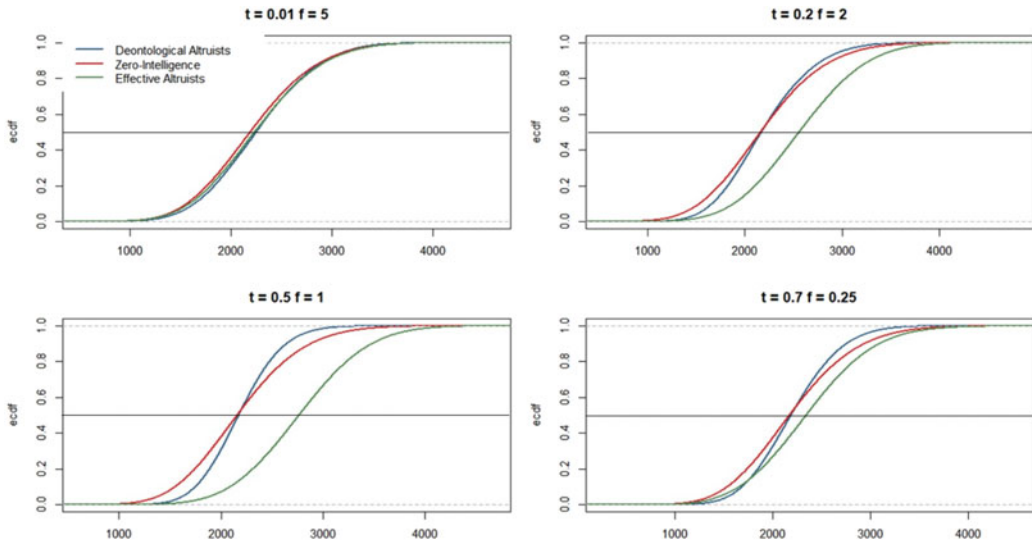 t = 0.01 f = 5
Deontological Altruists
Zero-Intelligence
Effective Altruists
ecdf
1.0
0.8
0.6
0.4
0.2
0.0
1000 2000 3000 4000
t = 0.2 f = 2
ecdf
1.0
0.8
0.6
0.4
0.2
0.0
1000 2000 3000 4000
t = 0.5 f = 1
ecdf
1.0
0.8
0.6
0.4
0.2
0.0
1000 2000 3000 4000
t = 0.7 f = 0.25
ecdf
1.0
0.8
0.6
0.4
0.2
0.0
1000 2000 3000 4000